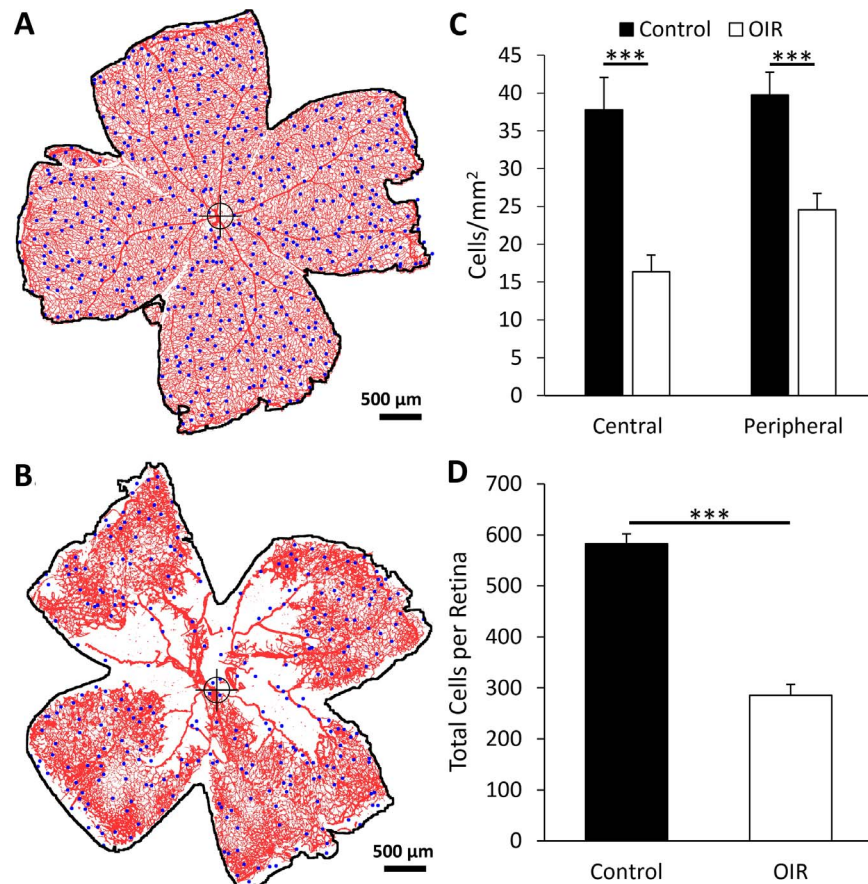 A
500 µm
B
500 µm
C
Control OIR
45
40
35
30
25
20
15
10
5
0
Cells/mm²
***
***
Central Peripheral
D
700
600
500
400
300
200
100
0
Total Cells per Retina
***
Control OIR